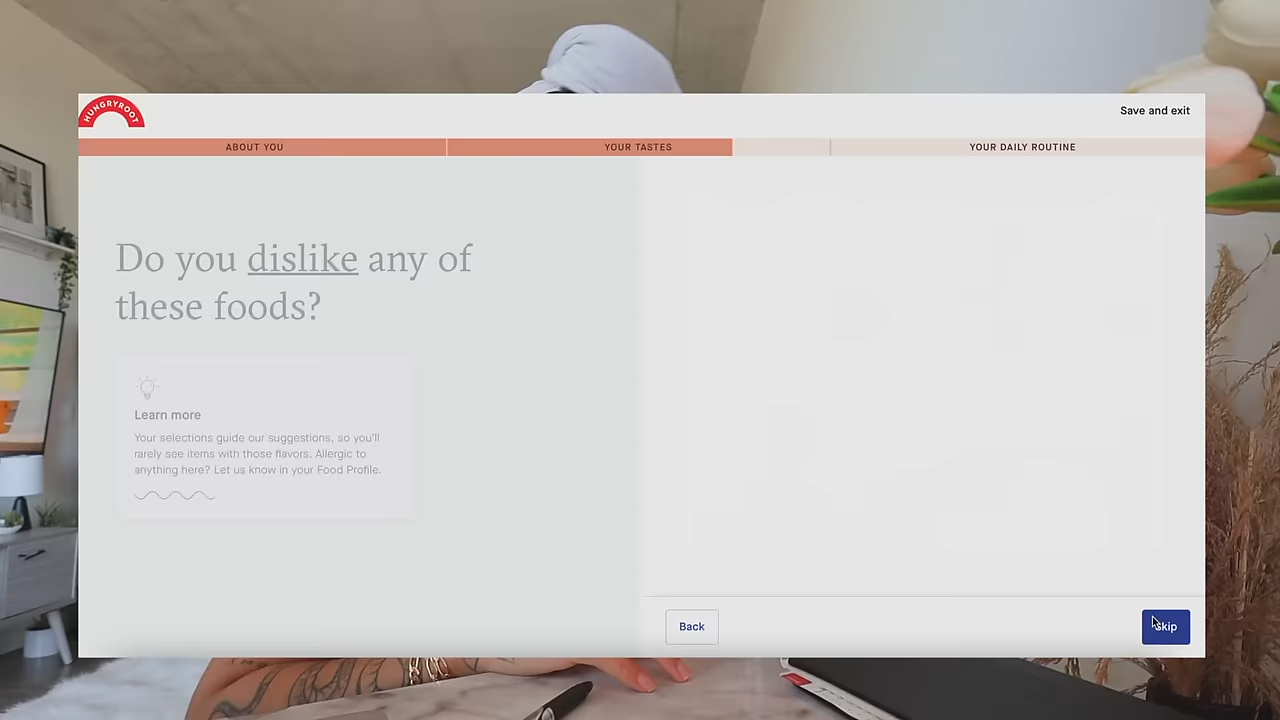 HUNGRYROOT
Save and exit
ABOUT YOU
YOUR TASTES
YOUR DAILY ROUTINE
Do you dislike any of
these foods?
Learn more
Your selections guide our suggestions, so you'll
rarely see items with those flavors. Allergic to
anything here? Let us know in your Food Profile.
Back
Skip